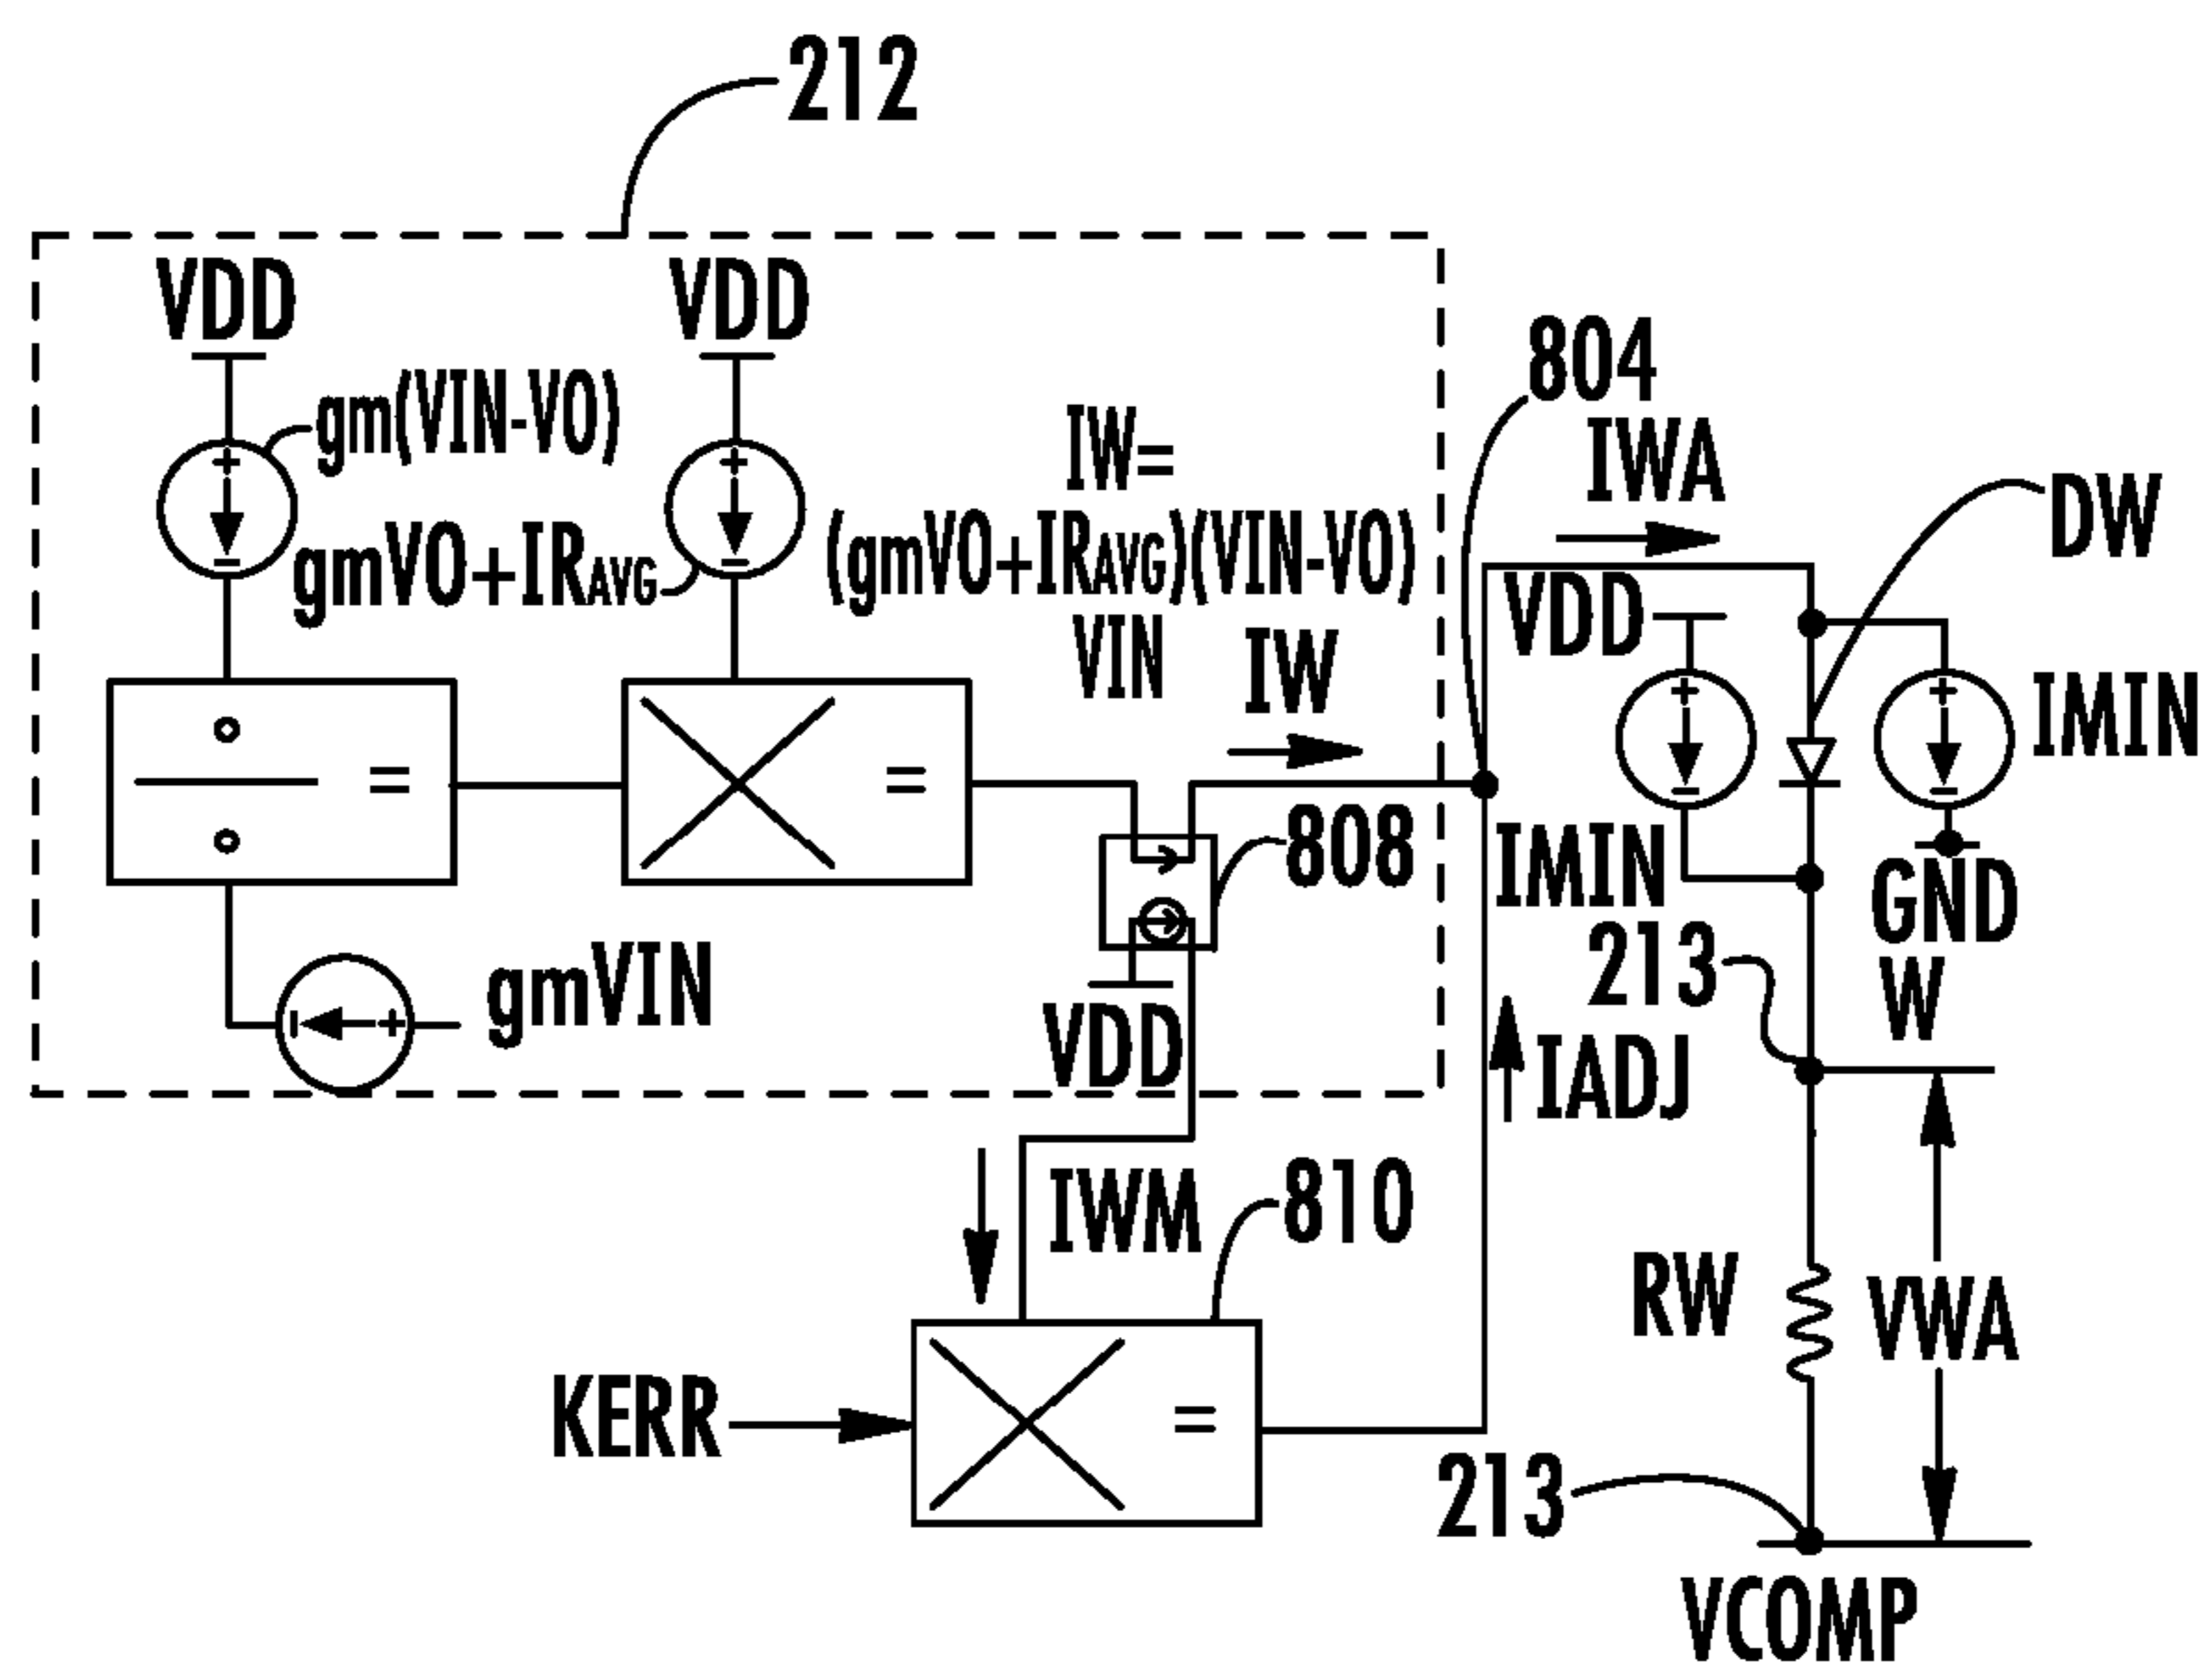 212
VDD
VDD
gm(VIN-VO)
gmVO+IRAVG
IW=
(gmVO+IRAVG)(VIN-VO)
VIN
IW
804
IWA
DW
VDD
IMIN
IMIN
GND
808
VDD
gmVIN
213
W
IADJ
IWM
810
KERR
RW
VWA
213
VCOMP